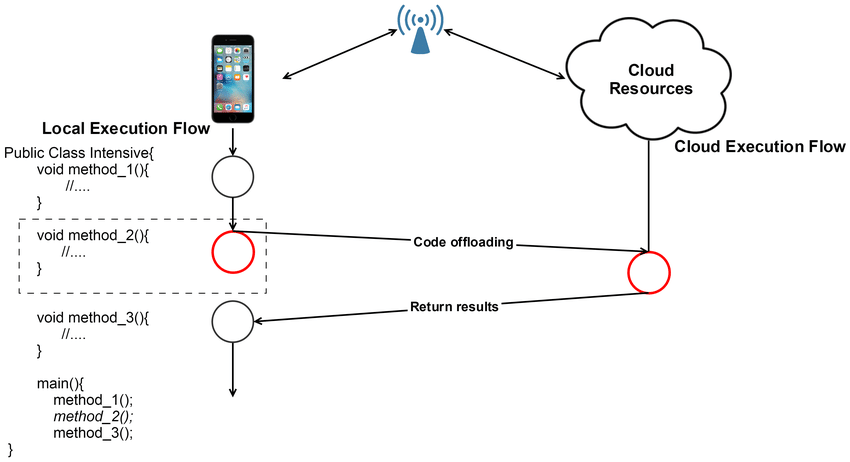 Cloud
Resources
Local Execution Flow
Cloud Execution Flow
Public Class Intensive{
void method_1(){
//....
}
void method_2(){
//....
}
Code offloading
Return results
void method_3(){
//....
}
main(){
method_1();
method_2();
method_3();
}